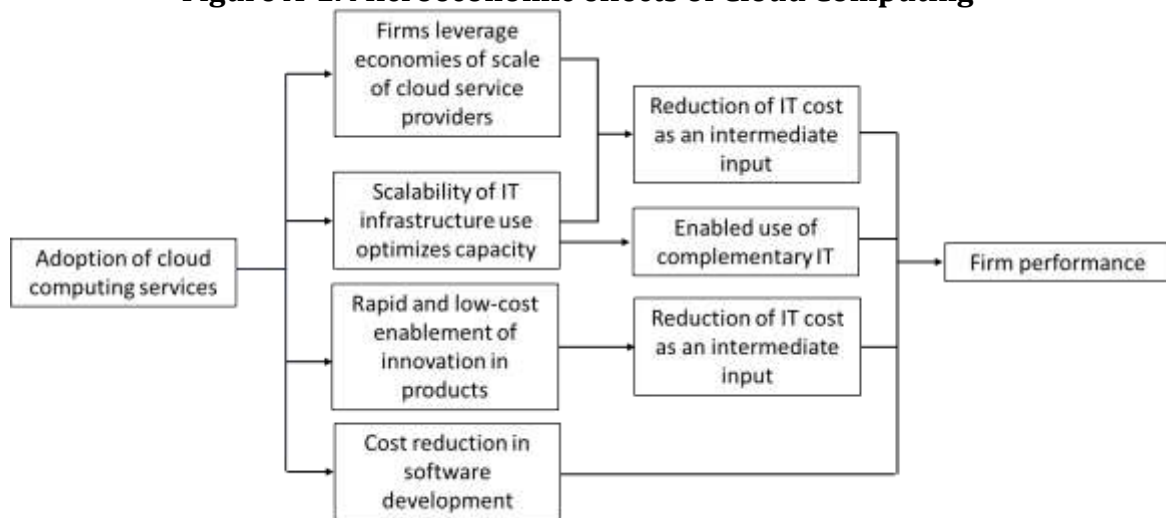 Figure effects of Cloud Computing
Adoption of cloud
computing services
Firms leverage
economies of scale
of cloud service
providers
Scalability of IT
infrastructure use
optimizes capacity
Rapid and low-cost
enablement of
innovation in
products
Cost reduction in
software
development
Reduction of IT cost
as an intermediate
input
Enabled use of
complementary IT
Reduction of IT cost
as an intermediate
input
Firm performance